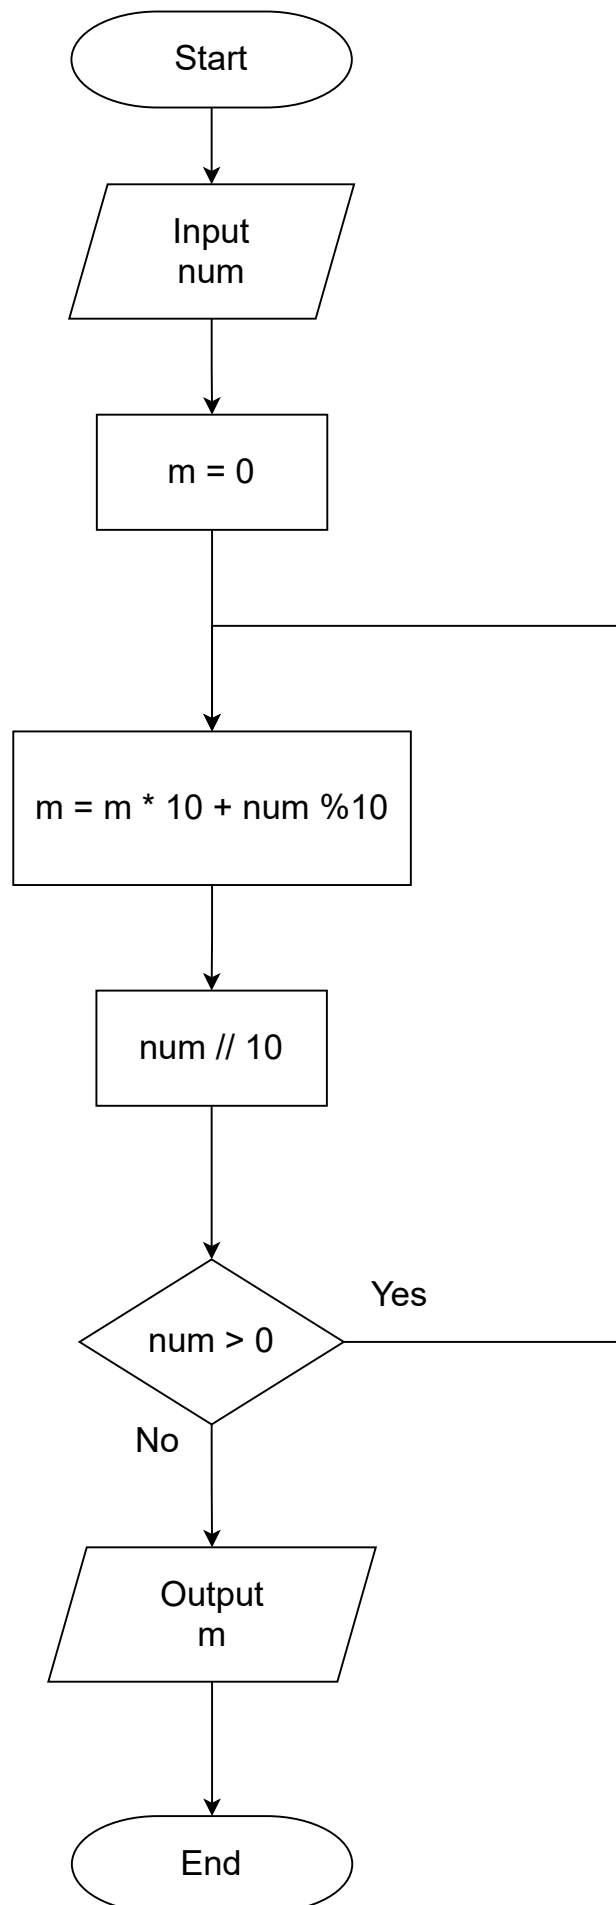 Start
Input
num
m = 0
m = m * 10 + num %10
num // 10
Yes
num > 0
No
Output
m
End